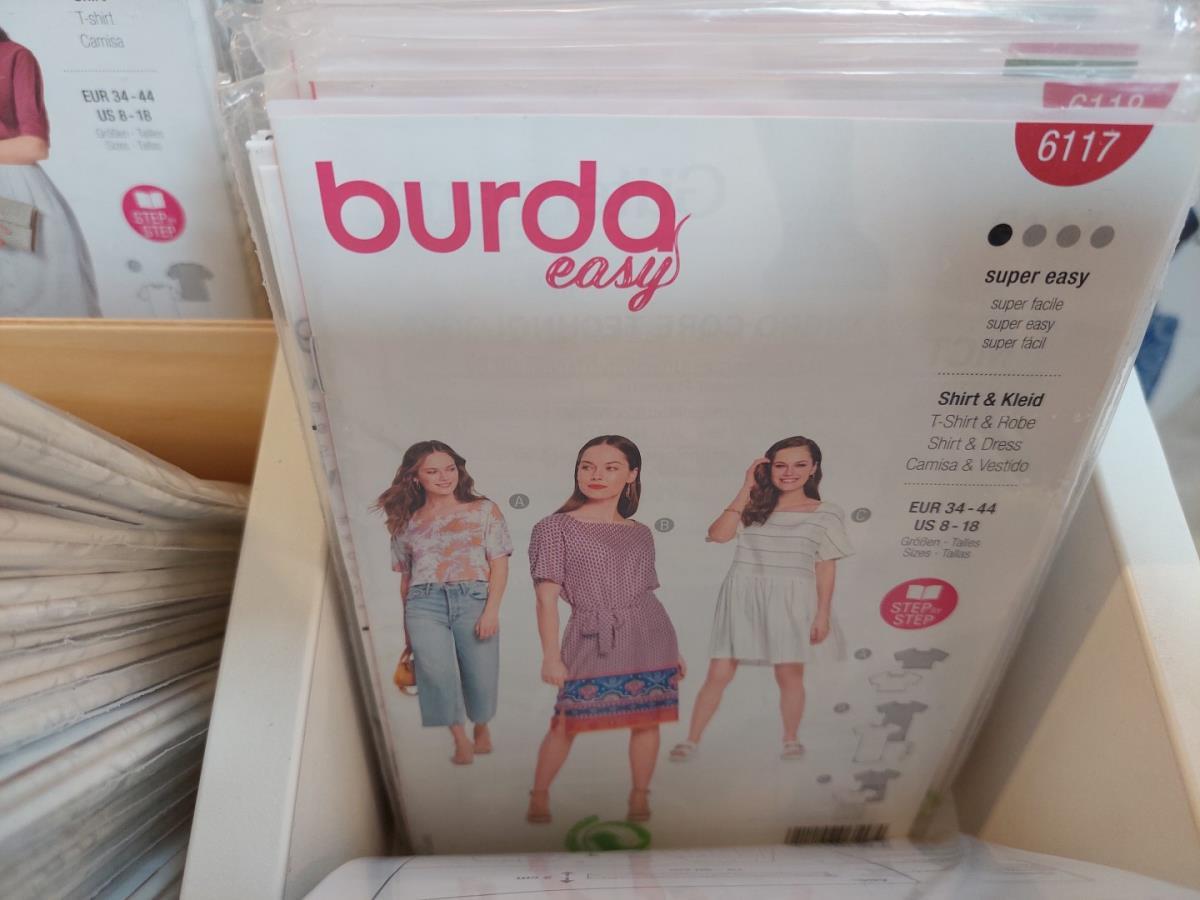 T-shirt
Camisa
EUR 34-44
US 8-18
Größen - Tailles
Sizes - Tallas
STEP BY
STEP
6118
6117
burda
easy
super easy
super facile
super easy
super fácil
Shirt & Kleid
T-Shirt & Robe
Shirt & Dress
Camisa & Vestido
EUR 34-44
US 8-18
Größen - Tailles
Sizes - Tallas
STEP BY
STEP
A
B
C
A